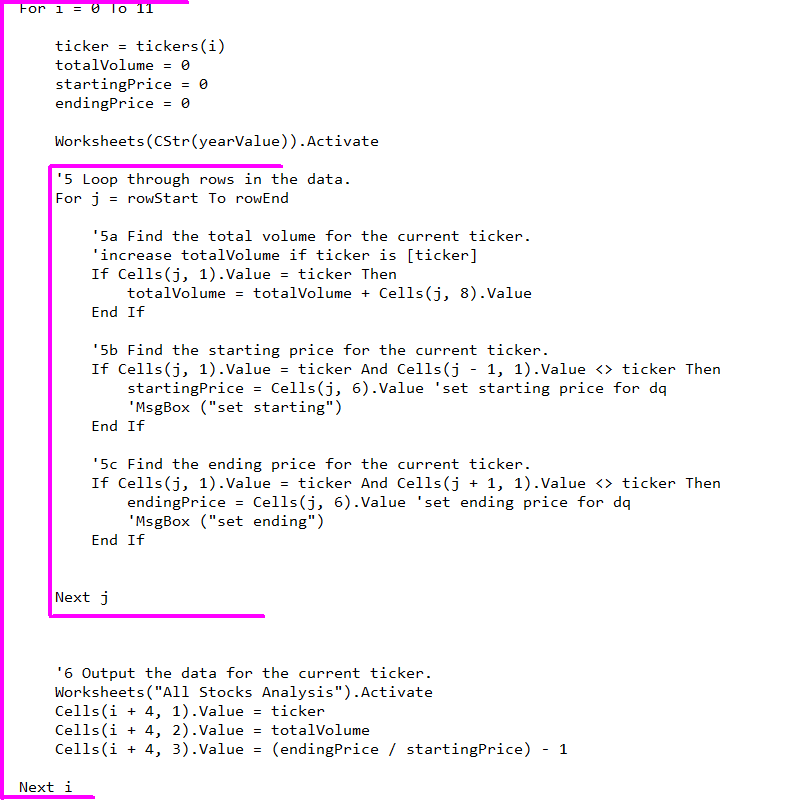 For i = 0 To 11
ticker = tickers(i)
totalVolume = 0
startingPrice = 0
endingPrice = 0
Worksheets(CStr(yearValue)).Activate
'5 Loop through rows in the data.
For j = rowStart To rowEnd
'5a Find the total volume for the current ticker.
'increase totalVolume if ticker is [ticker]
If Cells(j, 1).Value = ticker Then
totalVolume = totalVolume + Cells(j, 8).Value
End If
'5b Find the starting price for the current ticker.
If Cells(j, 1).Value = ticker And Cells(j - 1, 1).Value <> ticker Then
startingPrice = Cells(j, 6).Value 'set starting price for dq
'MsgBox ("set starting")
End If
'5c Find the ending price for the current ticker.
If Cells(j, 1).Value = ticker And Cells(j + 1, 1).Value <> ticker Then
endingPrice = Cells(j, 6).Value 'set ending price for dq
'MsgBox ("set ending")
End If
Next j
'6 Output the data for the current ticker.
Worksheets("All Stocks Analysis").Activate
Cells(i + 4, 1).Value = ticker
Cells(i + 4, 2).Value = totalVolume
Cells(i + 4, 3).Value = (endingPrice / startingPrice) - 1
Next i